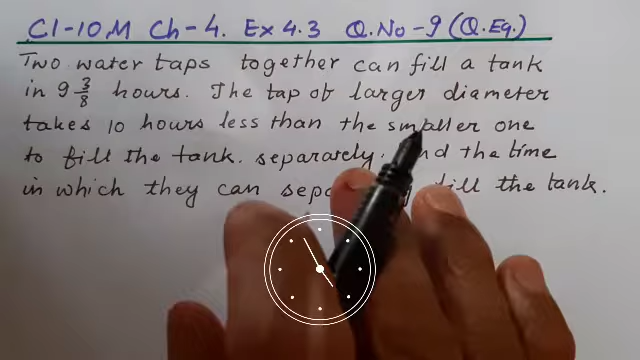 Cl-10M Ch-4. Ex 4.3 Q.No-9 (Q.Eq.)
Two water taps together can fill a tank
in 9 3/8 hours. The tap of larger diameter
takes 10 hours less than the smaller one
to fill the tank. separately. the time
in which they can fill the tank.